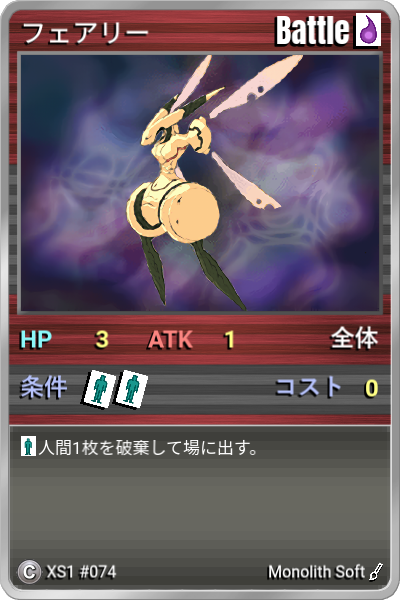 フェアリー Battle
HP 3 ATK 1 全体
条件 コスト 0
人間1枚を破棄して場に出す。
C XS1 #074 Monolith Soft